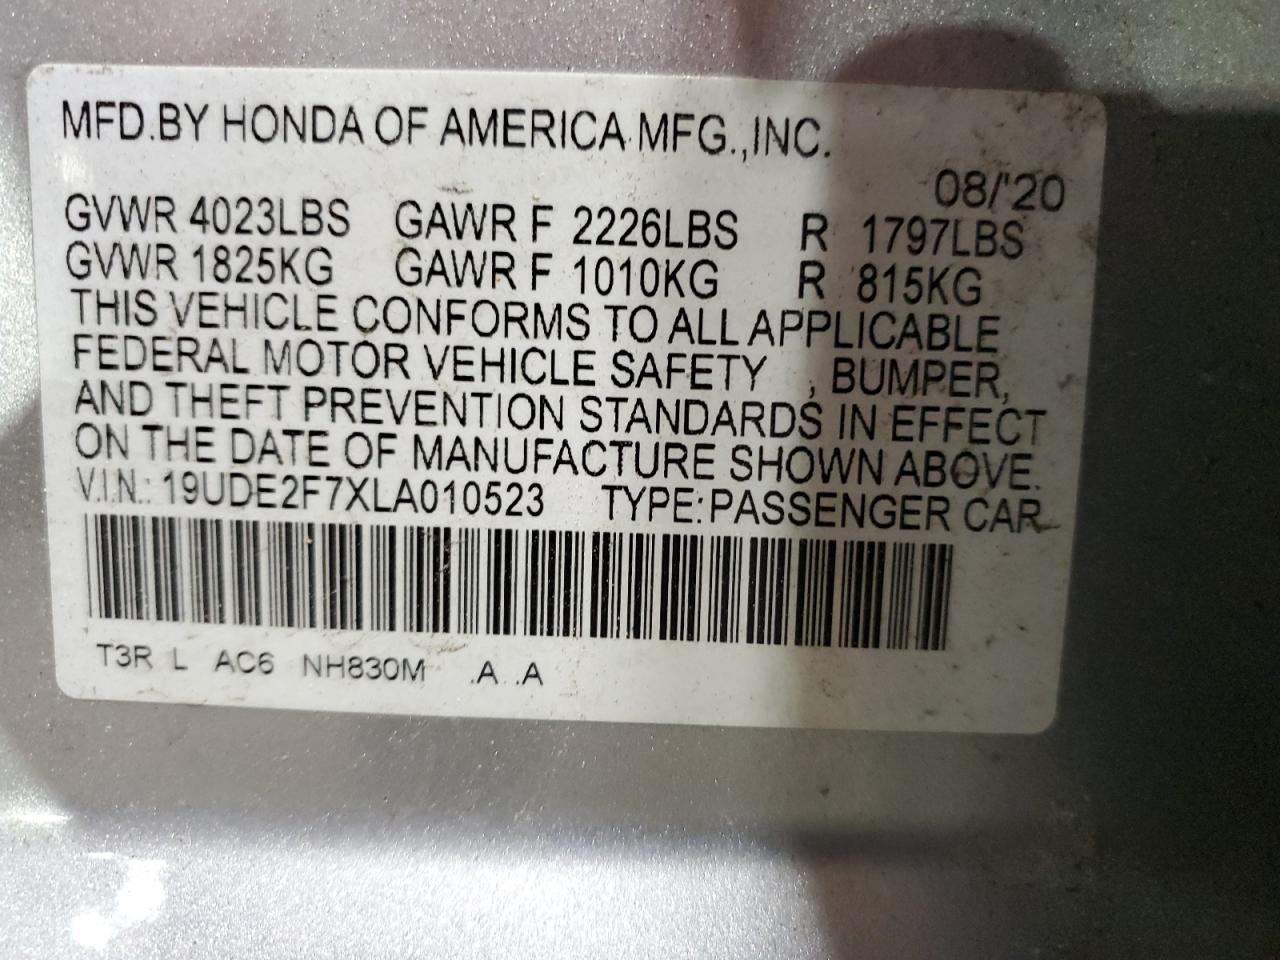 MFD.BY HONDA OF AMERICA MFG.,INC.
08/'20
GVWR 4023LBS GAWR F 2226LBS R 1797LBS
GVWR 1825KG GAWR F 1010KG R 815KG
THIS VEHICLE CONFORMS TO ALL APPLICABLE
FEDERAL MOTOR VEHICLE SAFETY , BUMPER,
AND THEFT PREVENTION STANDARDS IN EFFECT
ON THE DATE OF MANUFACTURE SHOWN ABOVE.
V.I.N.: 19UDE2F7XLA010523 TYPE:PASSENGER CAR
T3R L AC6 NH830M .A .A